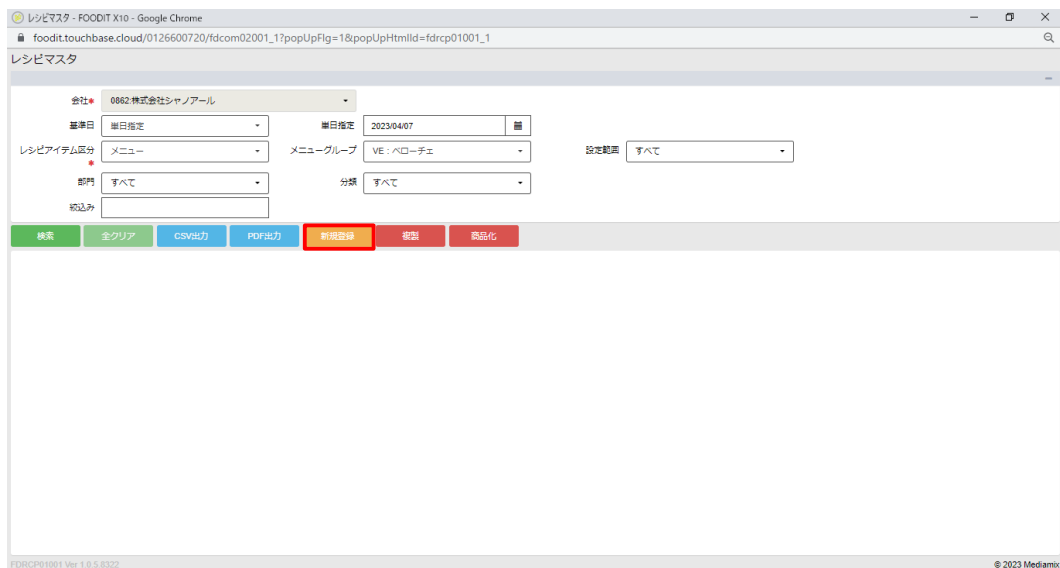 レシピマスタ - FOODIT X10 - Google Chrome
foodit.touchbase.cloud/0126600720/fdcom02001_1?popUpFlg=1&popUpHtmlId=fdrcp01001_1
レシピマスタ
会社* 0862:株式会社シャノアール
基準日 単日指定 単日指定 2023/04/07
レシピアイテム区分* メニュー メニューグループ VE：ベローチェ 設定範囲 すべて
部門 すべて 分類 すべて
絞込み
検索 全クリア CSV出力 PDF出力 新規登録 複製 商品化
FDRCP01001 Ver 1.0.5.8322 © 2023 Mediamix